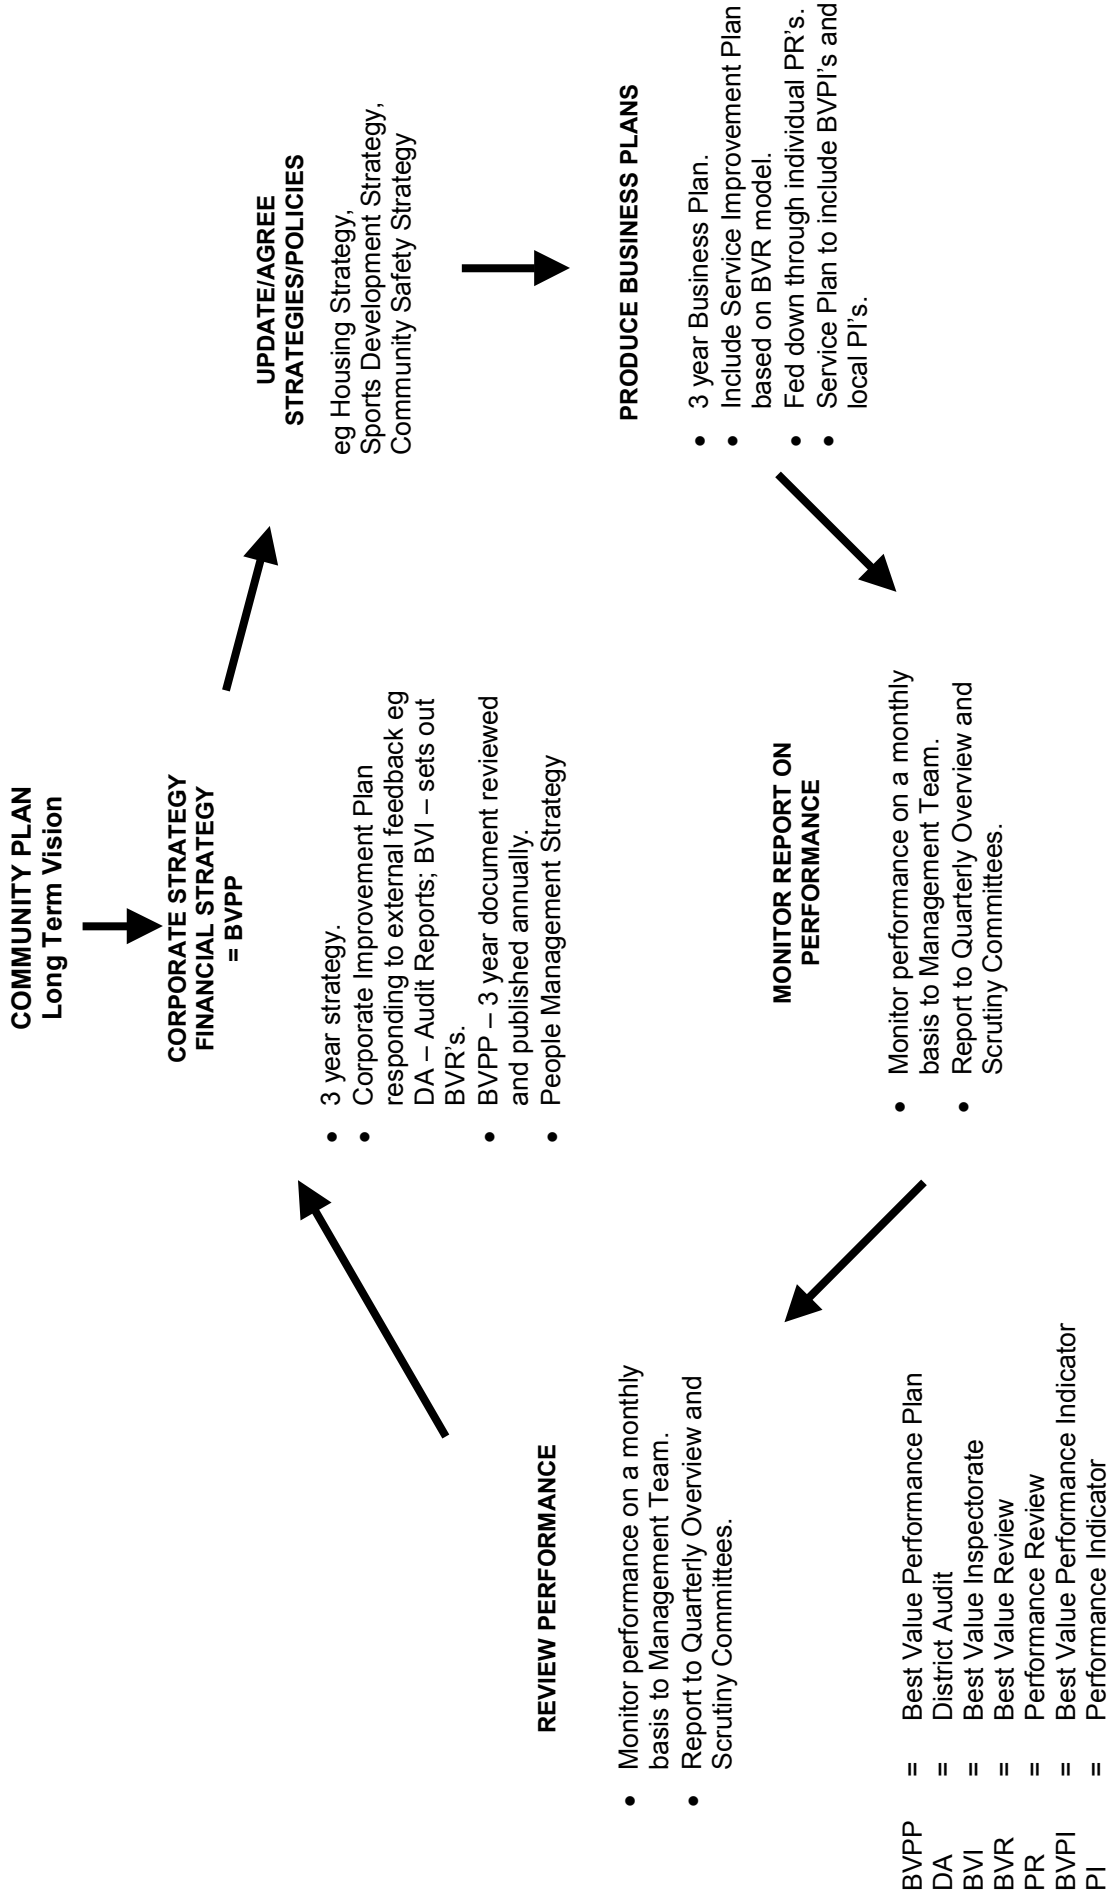 COMMUNITY PLAN
Long Term Vision
CORPORATE STRATEGY
FINANCIAL STRATEGY
= BVPP
• 3 year strategy.
• Corporate Improvement Plan
responding to external feedback eg
DA – Audit Reports; BVI – sets out
BVR's.
• BVPP – 3 year document reviewed
and published annually.
• People Management Strategy
UPDATE/AGREE
STRATEGIES/POLICIES
eg Housing Strategy,
Sports Development Strategy,
Community Safety Strategy
PRODUCE BUSINESS PLANS
• 3 year Business Plan.
• Include Service Improvement Plan
based on BVR model.
• Fed down through individual PR's.
• Service Plan to include BVPI's and
local PI's.
MONITOR REPORT ON
PERFORMANCE
• Monitor performance on a monthly
basis to Management Team.
• Report to Quarterly Overview and
Scrutiny Committees.
REVIEW PERFORMANCE
• Monitor performance on a monthly
basis to Management Team.
• Report to Quarterly Overview and
Scrutiny Committees.
BVPP = Best Value Performance Plan
DA = District Audit
BVI = Best Value Inspectorate
BVR = Best Value Review
PR = Performance Review
BVPI = Best Value Performance Indicator
PI = Performance Indicator